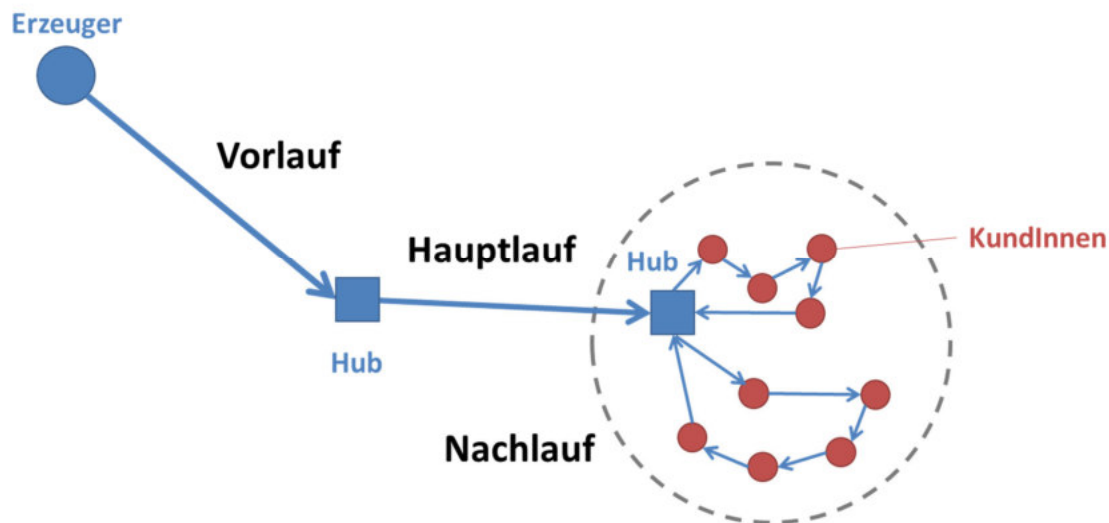 Erzeuger
Vorlauf
Hauptlauf
Hub
KundInnen
Hub
Nachlauf